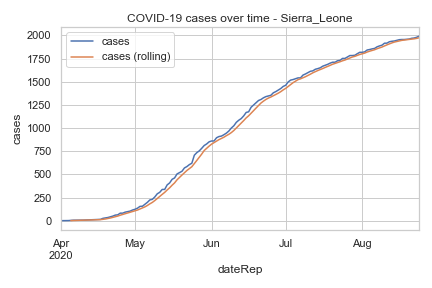 COVID-19 cases over time - Sierra_Leone
cases
cases (rolling)
cases
2000
1750
1500
1250
1000
750
500
250
0
Apr
2020
May
Jun
Jul
Aug
dateRep